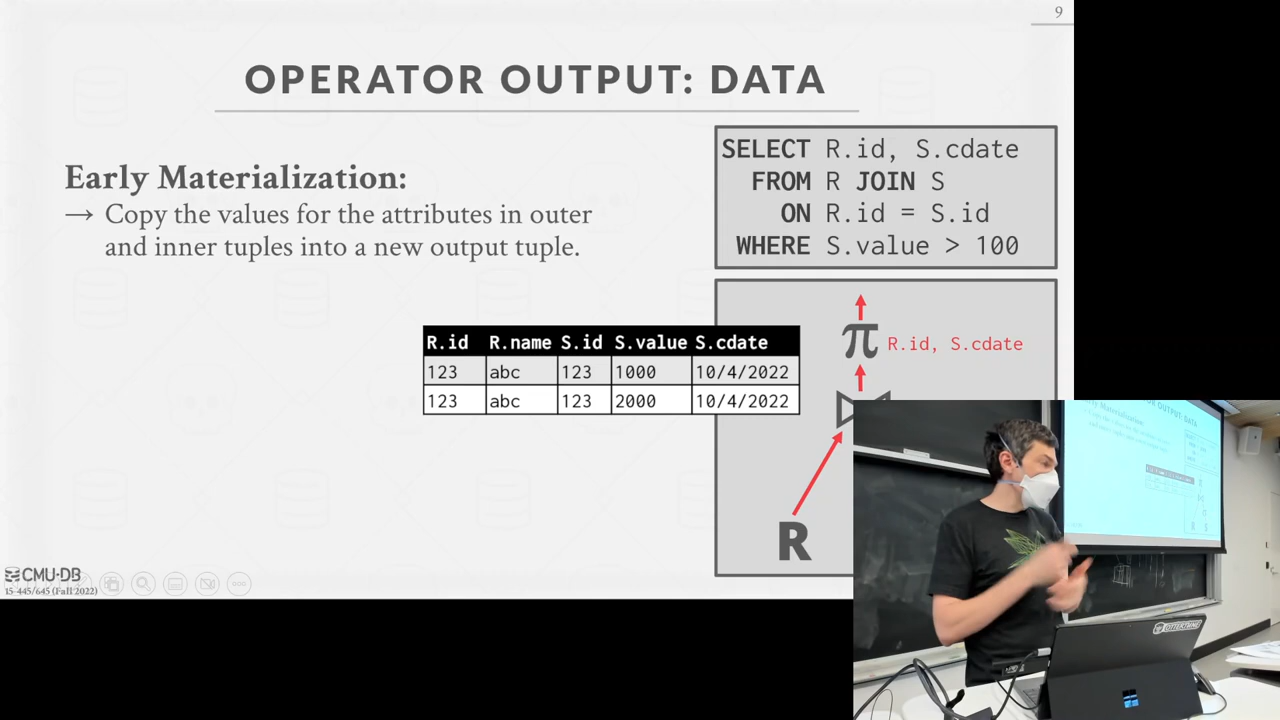 9
OPERATOR OUTPUT: DATA
Early Materialization:
→ Copy the values for the attributes in outer
and inner tuples into a new output tuple.
SELECT R.id, S.cdate
FROM R JOIN S
ON R.id = S.id
WHERE S.value > 100
R.id R.name S.id S.value S.cdate
123 abc 123 1000 10/4/2022
123 abc 123 2000 10/4/2022
π R.id, S.cdate
R
CMU·DB
15-445/645 (Fall 2022)